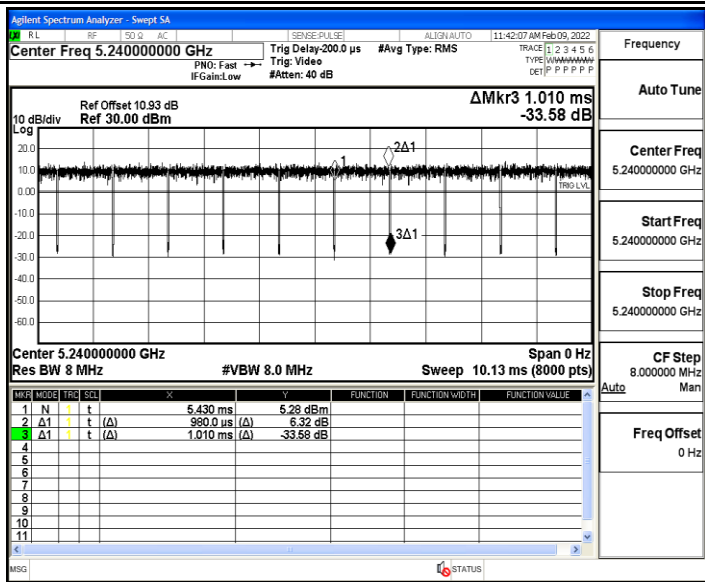 Agilent Spectrum Analyzer - Swept SA
LXI RL RF 50 Ω AC SENSE:PULSE ALIGN AUTO 11:42:07 AM Feb 09, 2022
Center Freq 5.240000000 GHz
PNO: Fast
IFGain:Low
Trig Delay-200.0 µs
Trig: Video
#Atten: 40 dB
#Avg Type: RMS
TRACE 1 2 3 4 5 6
TYPE WWWWWW
DET P P P P P P
Frequency
Auto Tune
Center Freq
5.240000000 GHz
Start Freq
5.240000000 GHz
Stop Freq
5.240000000 GHz
CF Step
8.000000 MHz
Auto Man
Freq Offset
0 Hz
10 dB/div
Log
Ref Offset 10.93 dB
Ref 30.00 dBm
ΔMkr3 1.010 ms
-33.58 dB
20.0
10.0
0.00
-10.0
-20.0
-30.0
-40.0
-50.0
-60.0
1
2Δ1
3Δ1
TRIG LVL
Center 5.240000000 GHz Span 0 Hz
Res BW 8 MHz #VBW 8.0 MHz Sweep 10.13 ms (8000 pts)
MKR MODE TRC SCL X Y FUNCTION FUNCTION WIDTH FUNCTION VALUE
1 N 1 t 5.430 ms 5.28 dBm
2 Δ1 1 t (Δ) 980.0 µs (Δ) 6.32 dB
3 Δ1 1 t (Δ) 1.010 ms (Δ) -33.58 dB
4
5
6
7
8
9
10
11
MSG STATUS